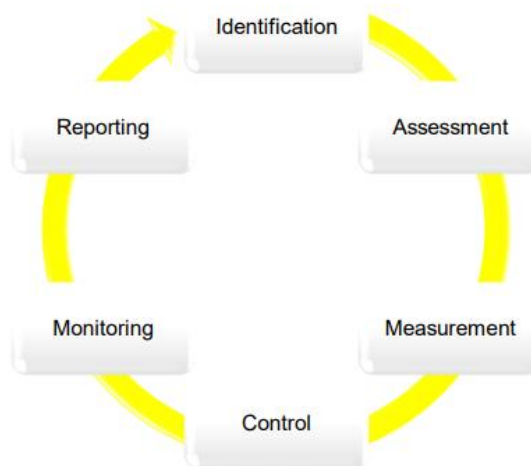 Identification
Assessment
Measurement
Control
Monitoring
Reporting